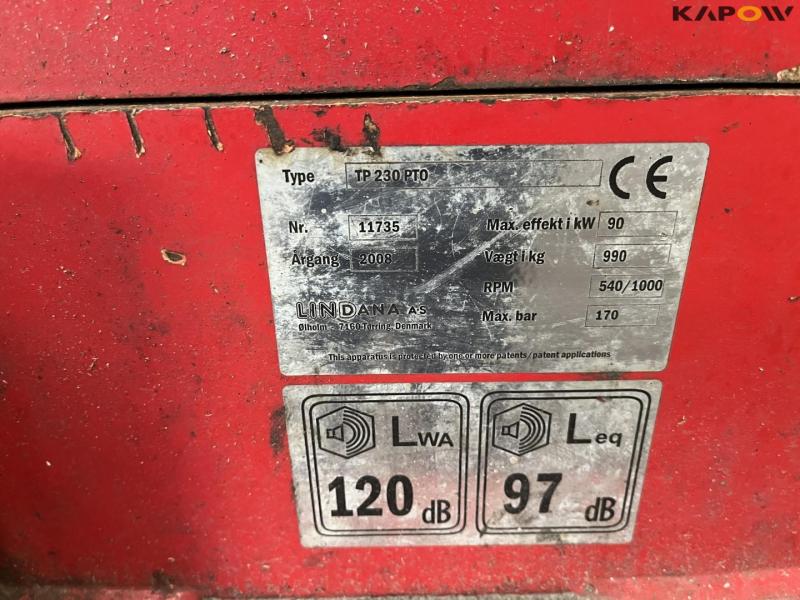 KAPOW
Type TP 230 PTO CE
Nr. 11735 Max. effekt i kW 90
Årgang 2008 Vægt i kg 990
RPM 540/1000
LINDANA AS Max. bar 170
Ølholm - 7160 Tørring, Denmark
This apparatus is protected by one or more patents / patent applications
LWA Leq
120 dB 97 dB